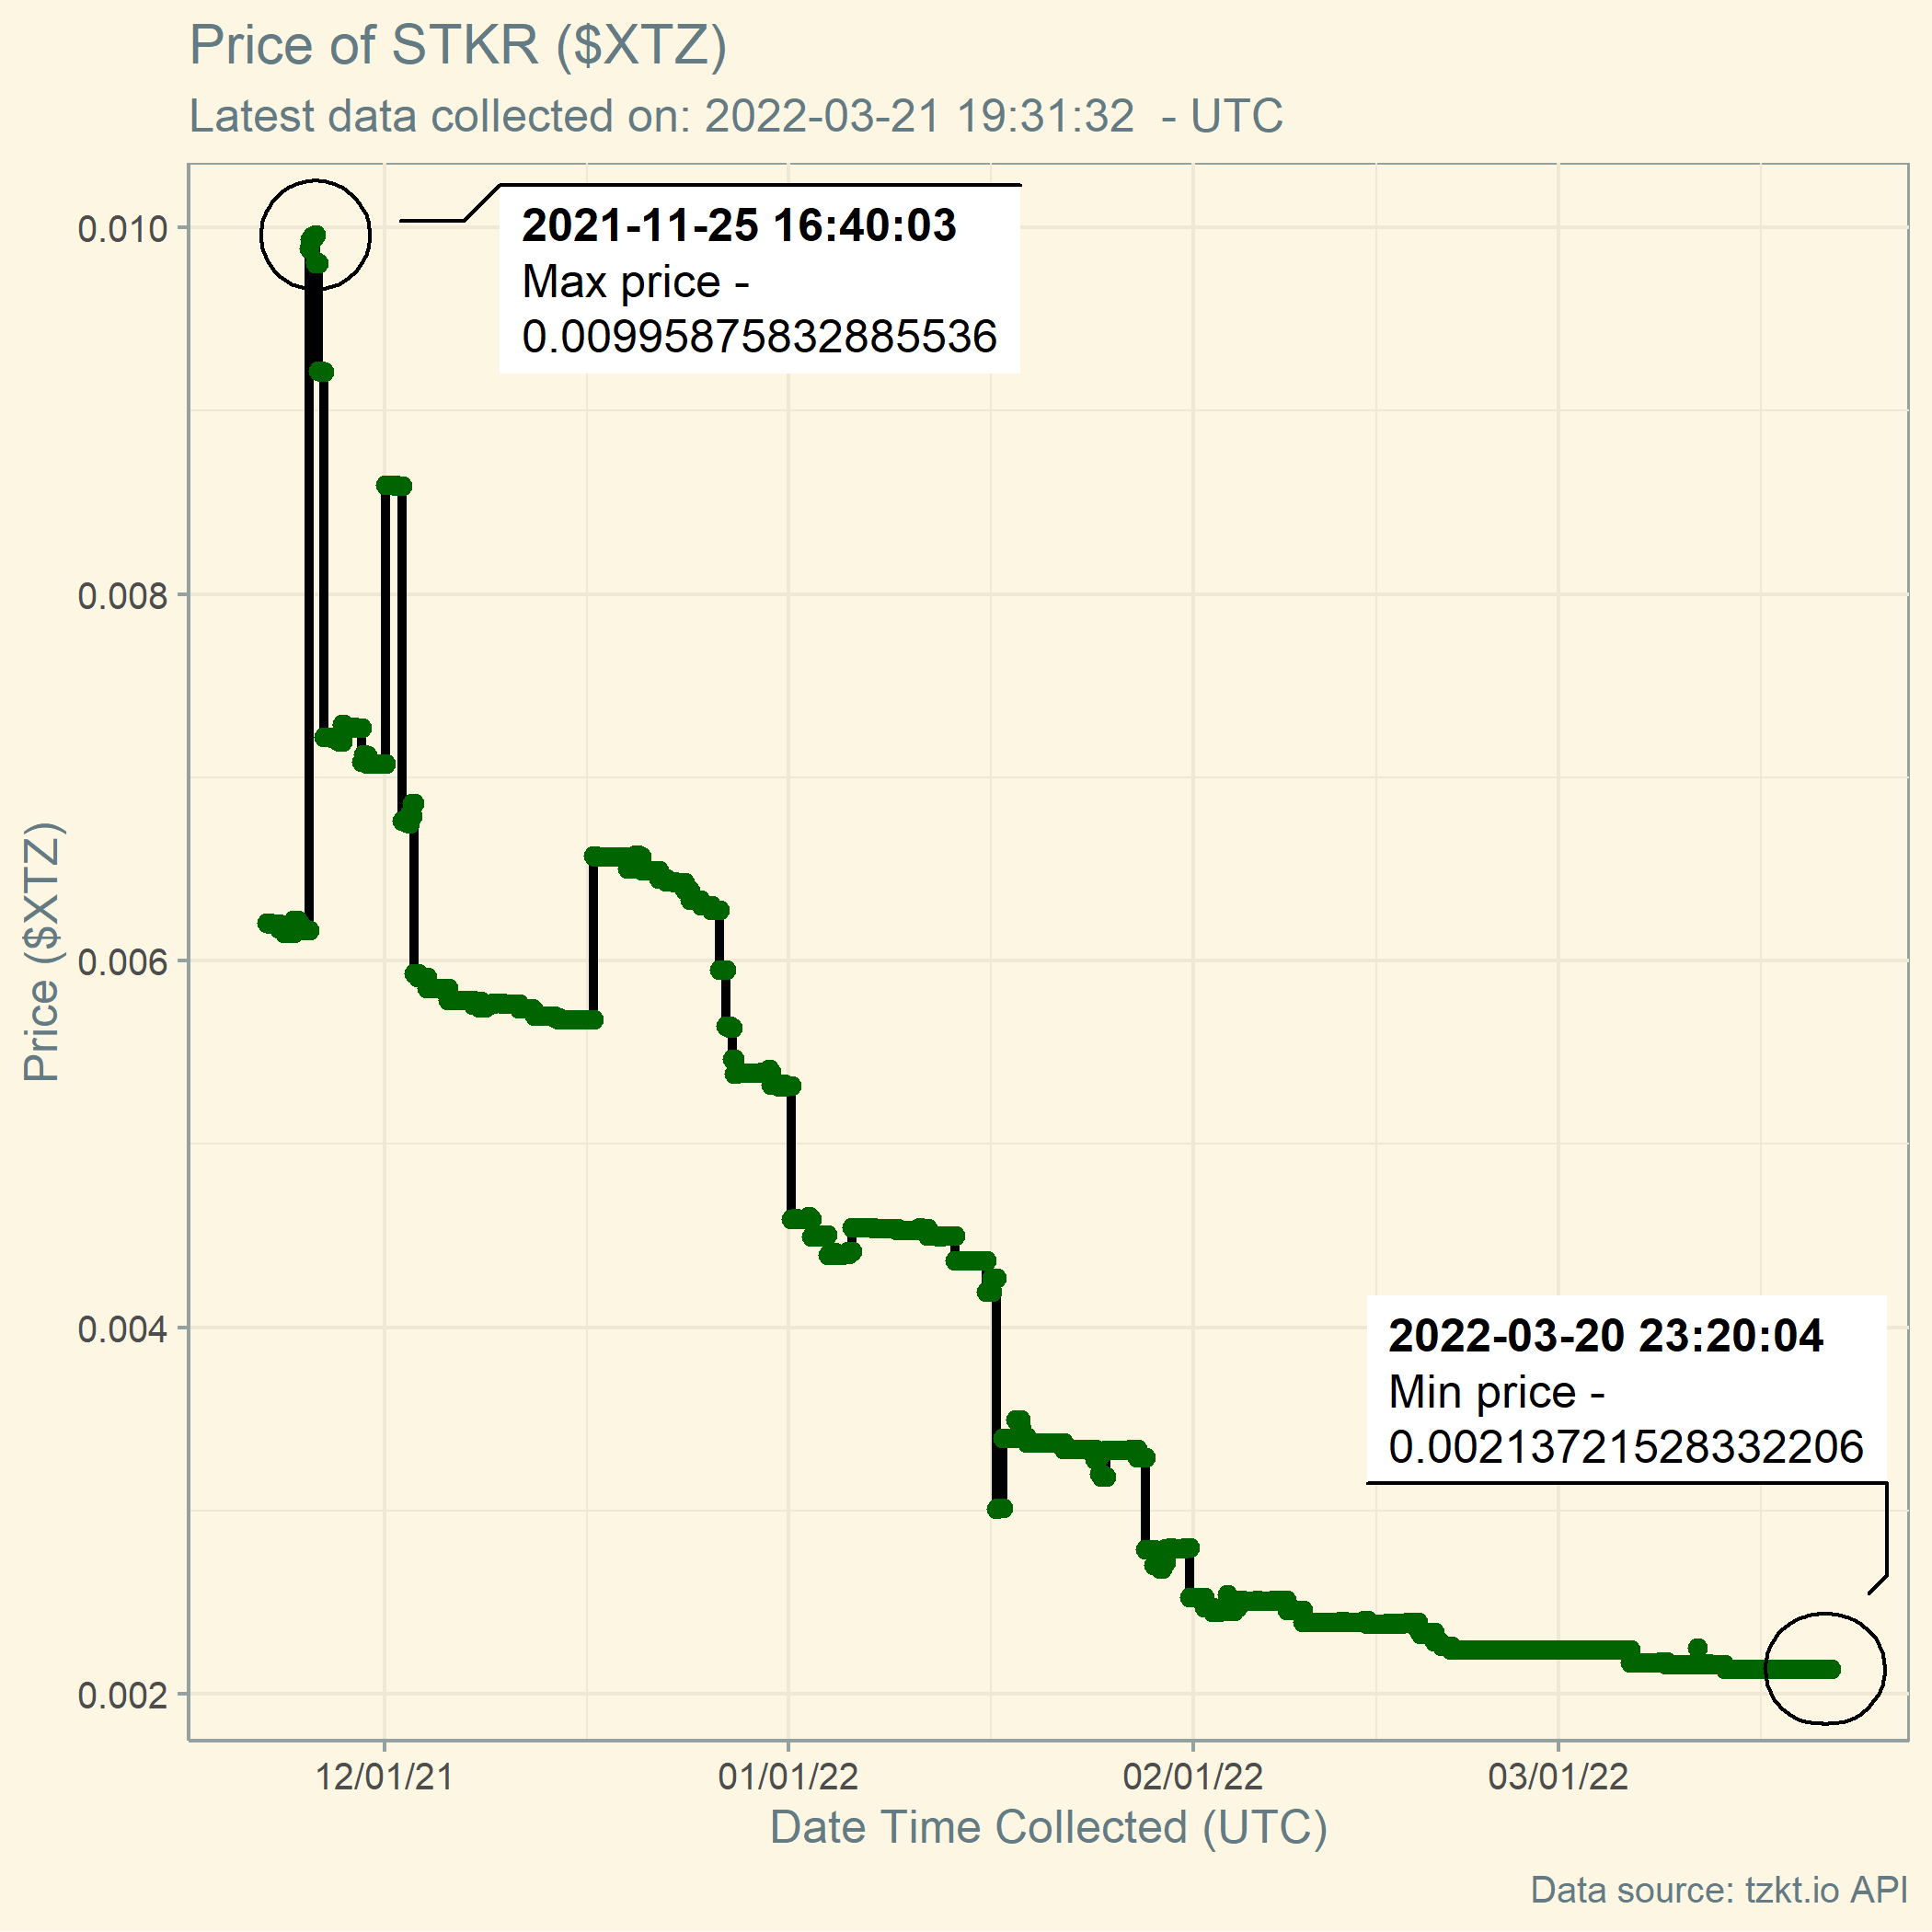 Price of STKR ($XTZ)
Latest data collected on: 2022-03-21 19:31:32  - UTC
2021-11-25 16:40:03
Max price -
0.00995875832885536
2022-03-20 23:20:04
Min price -
0.00213721528332206
Price ($XTZ)
0.010
0.008
0.006
0.004
0.002
12/01/21
01/01/22
02/01/22
03/01/22
Date Time Collected (UTC)
Data source: tzkt.io API